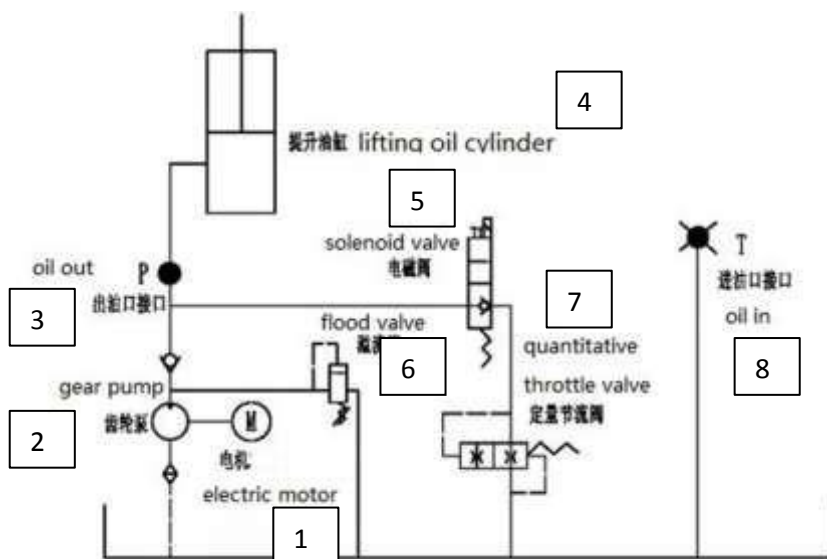 4
提升油缸 lifting oil cylinder
5
solenoid valve
电磁阀
oil out P
出油口接口
3
T
进油口接口
oil in
8
7
quantitative
throttle valve
定量节流阀
flood valve
6
gear pump
齿轮泵
2
M
电机
electric motor
1